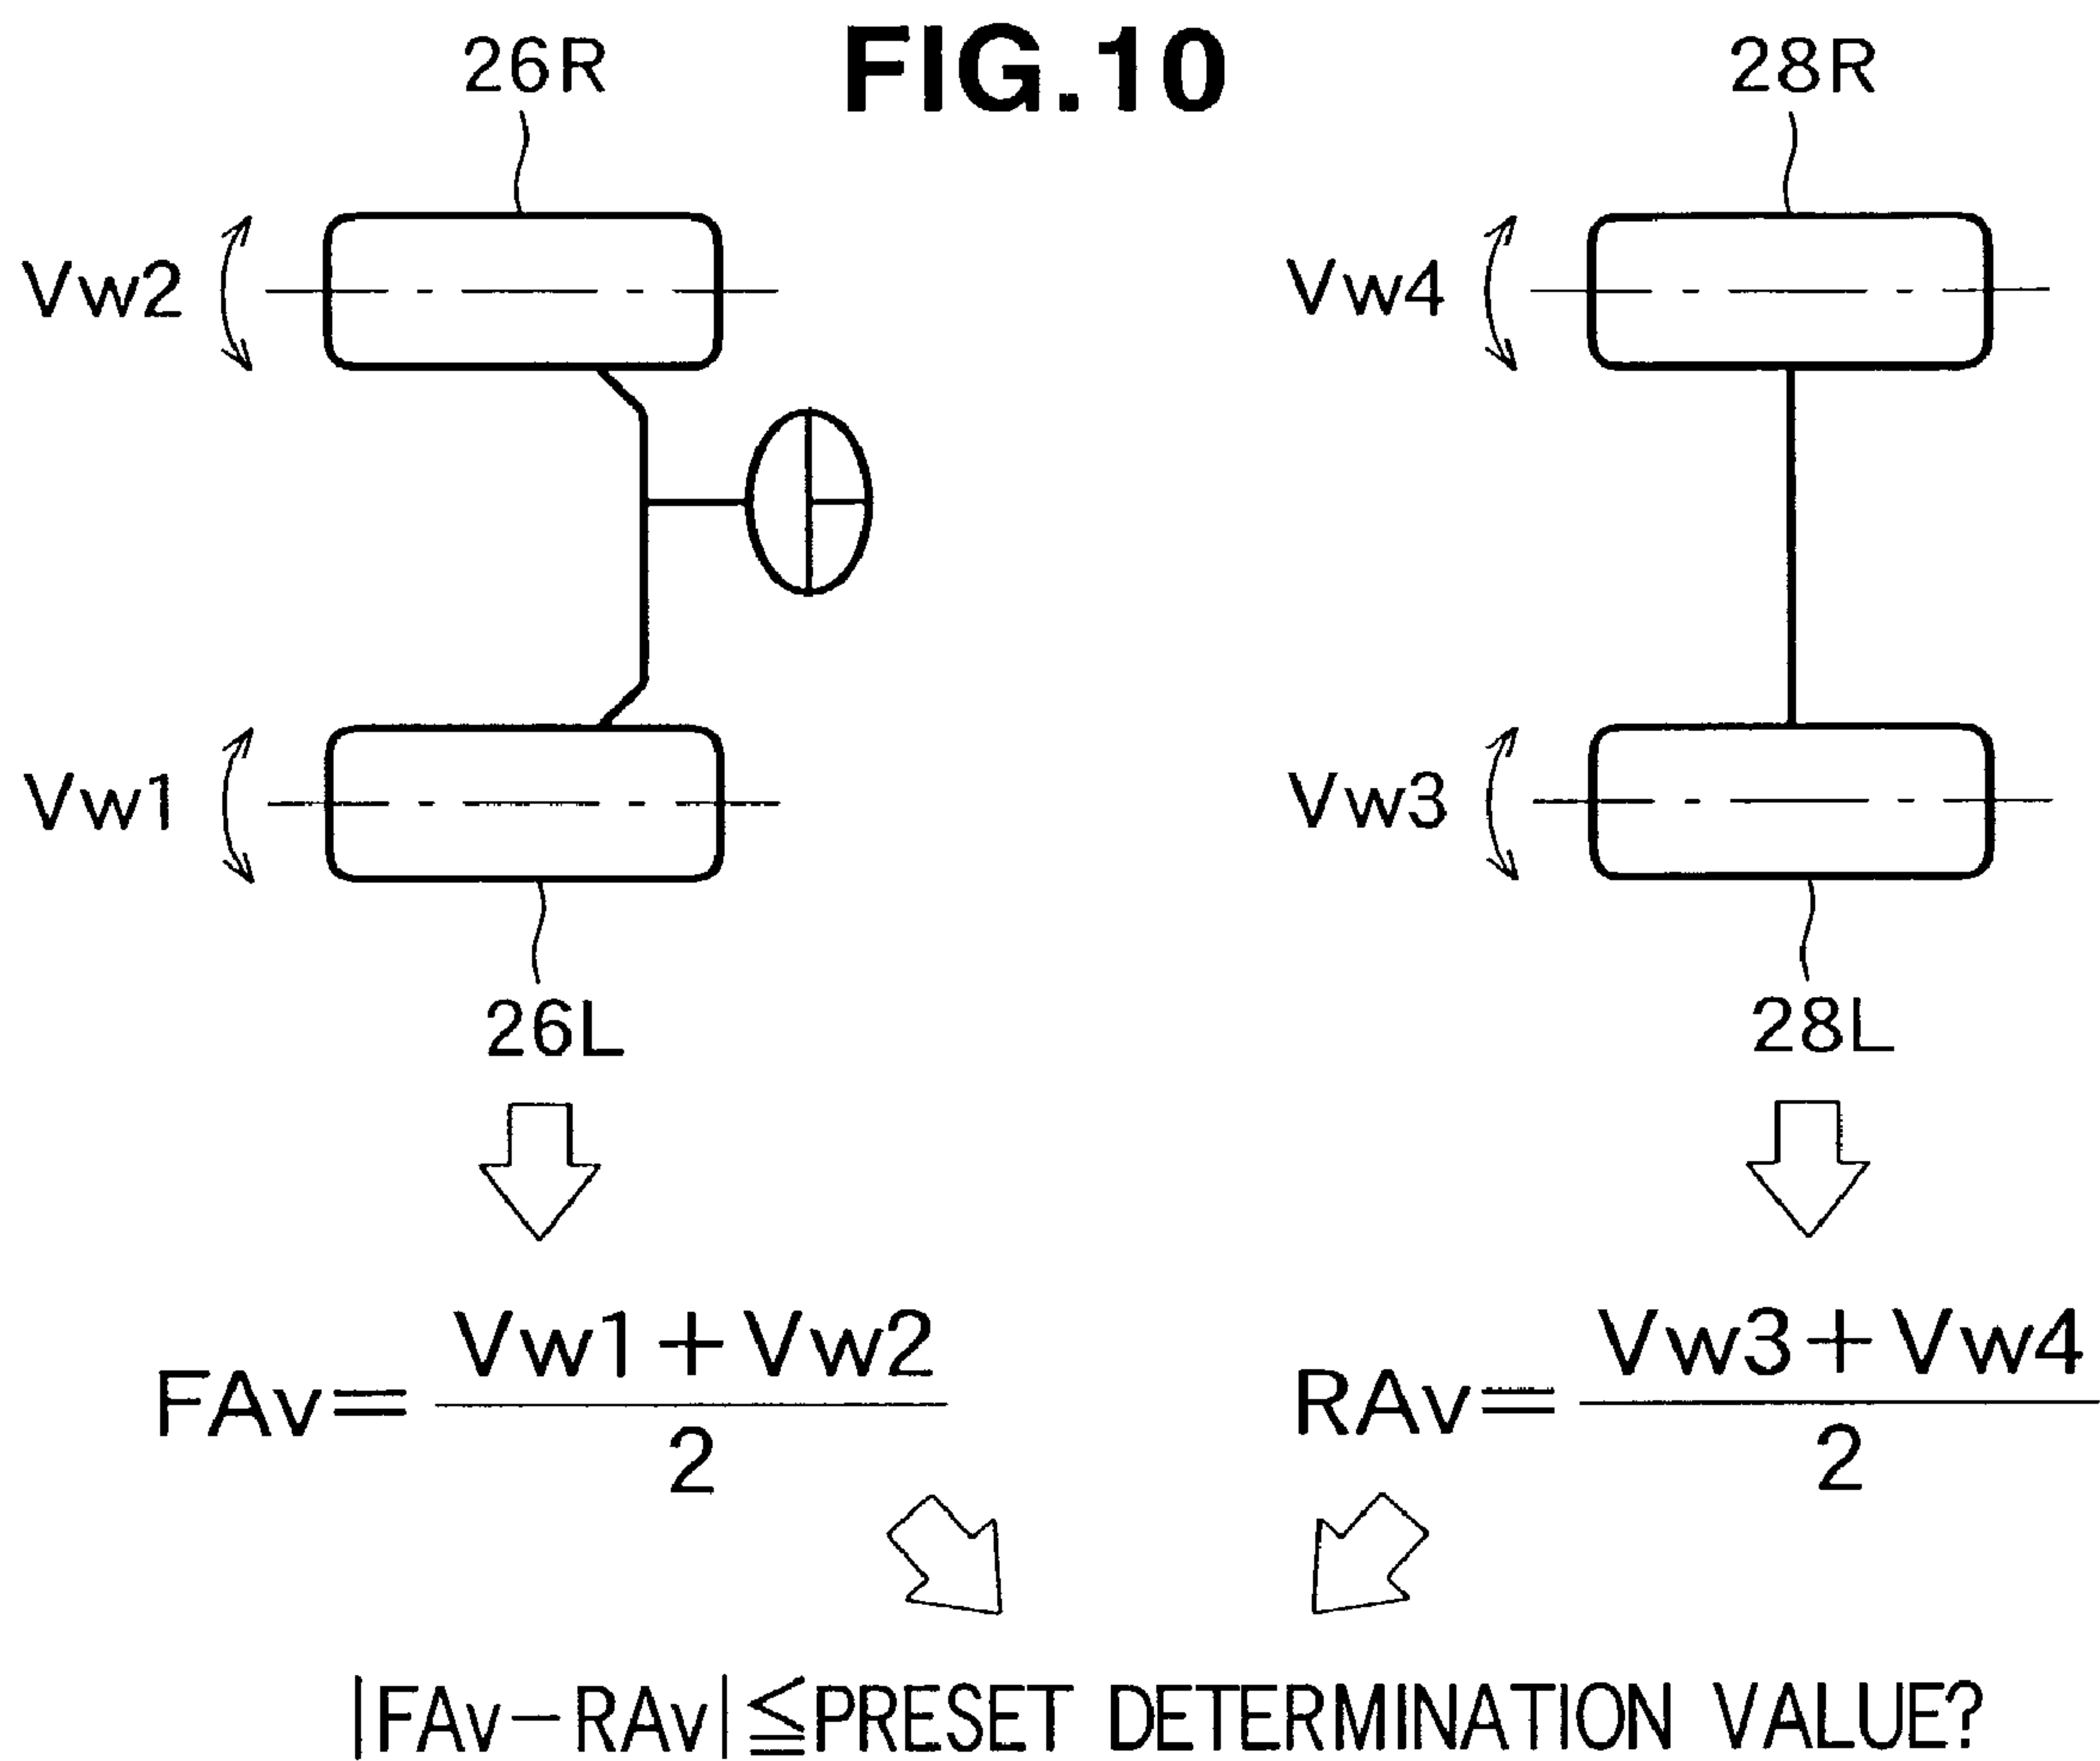 FIG.10
26R 28R
Vw2 Vw4
Vw1 Vw3
26L 28L
FAv=(Vw1+Vw2)/2 RAv=(Vw3+Vw4)/2
|FAv−RAv|≦PRESET DETERMINATION VALUE?